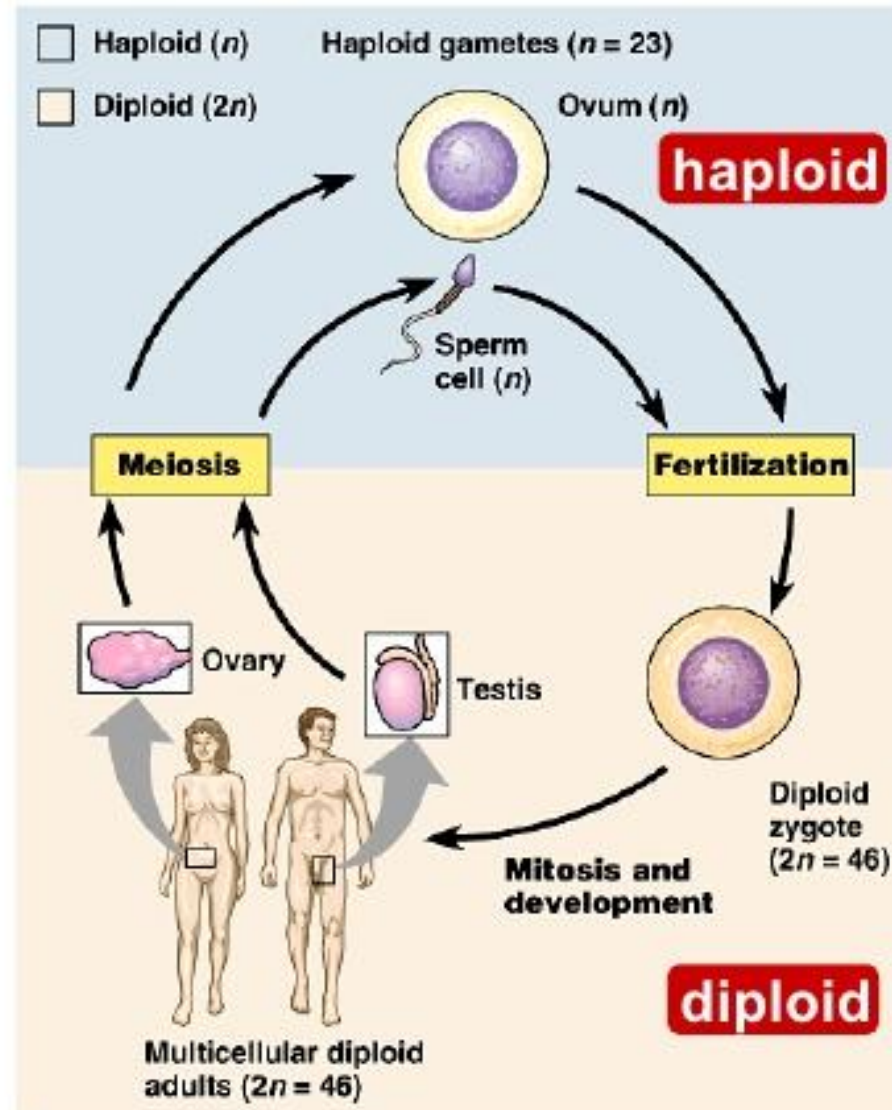 Haploid (n)
Haploid gametes (n = 23)
Diploid (2n)
Ovum (n)
haploid
Sperm
cell (n)
Meiosis
Fertilization
Ovary
Testis
Diploid
zygote
(2n = 46)
Mitosis and
development
diploid
Multicellular diploid
adults (2n = 46)